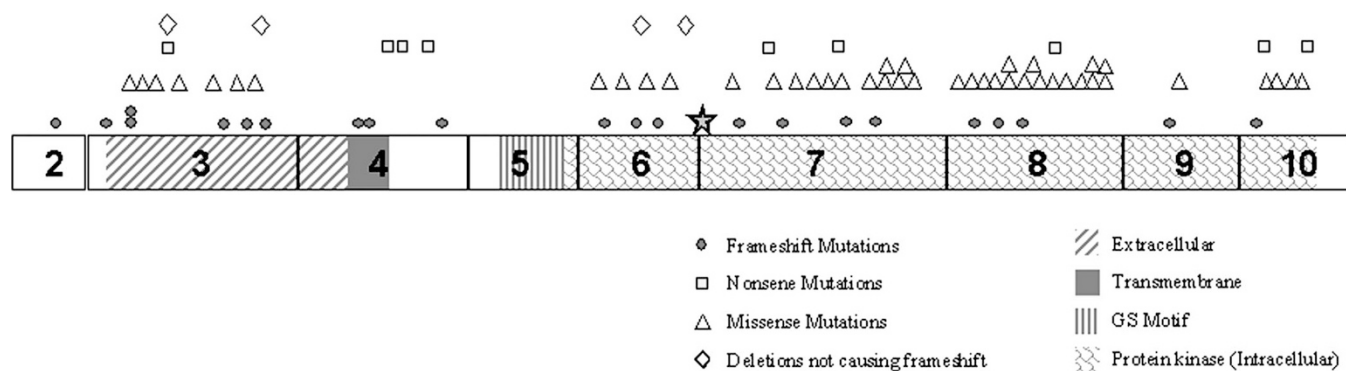 2 3 4 5 6 7 8 9 10
Frameshift Mutations
Nonsene Mutations
Missense Mutations
Deletions not causing frameshift
Extracellular
Transmembrane
GS Motif
Protein kinase (Intracellular)